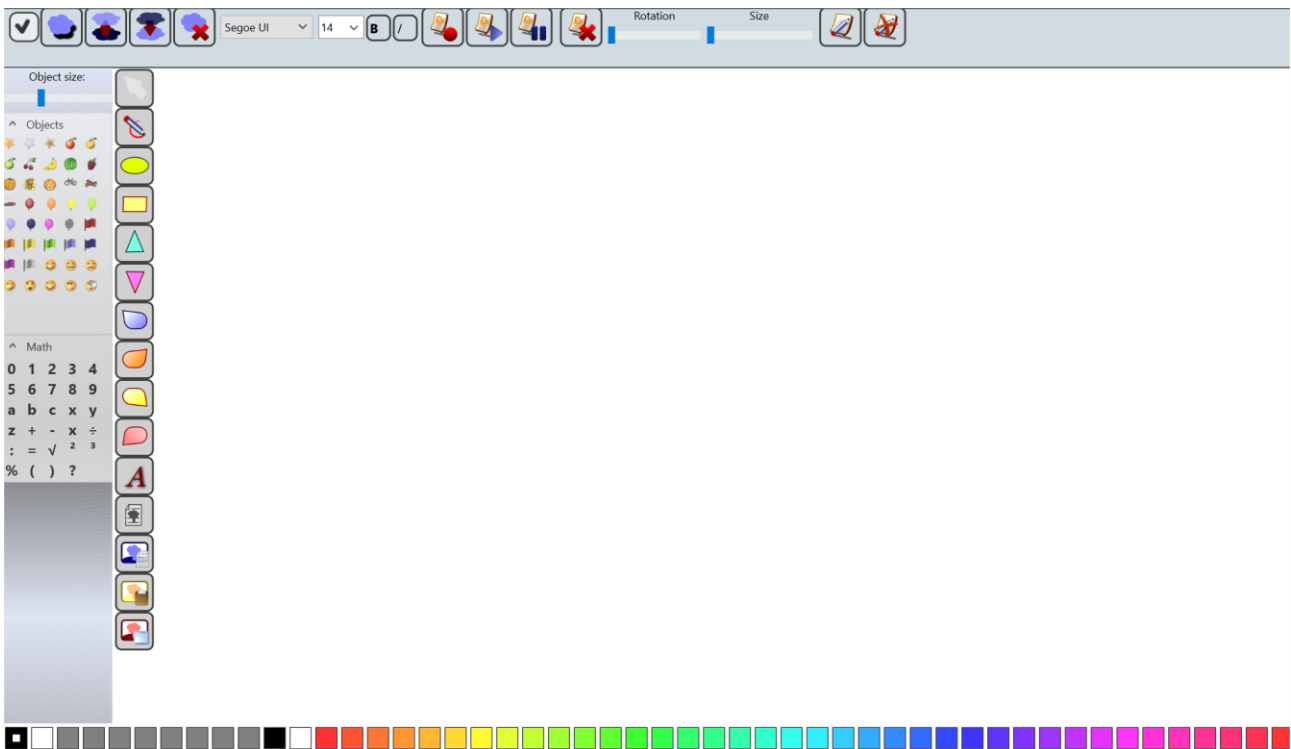 Segoe UI 14 B / Rotation Size
Object size:
Objects
Math
0 1 2 3 4
5 6 7 8 9
a b c x y
z + - x ÷
: = √ ² ³
% ( ) ?
A